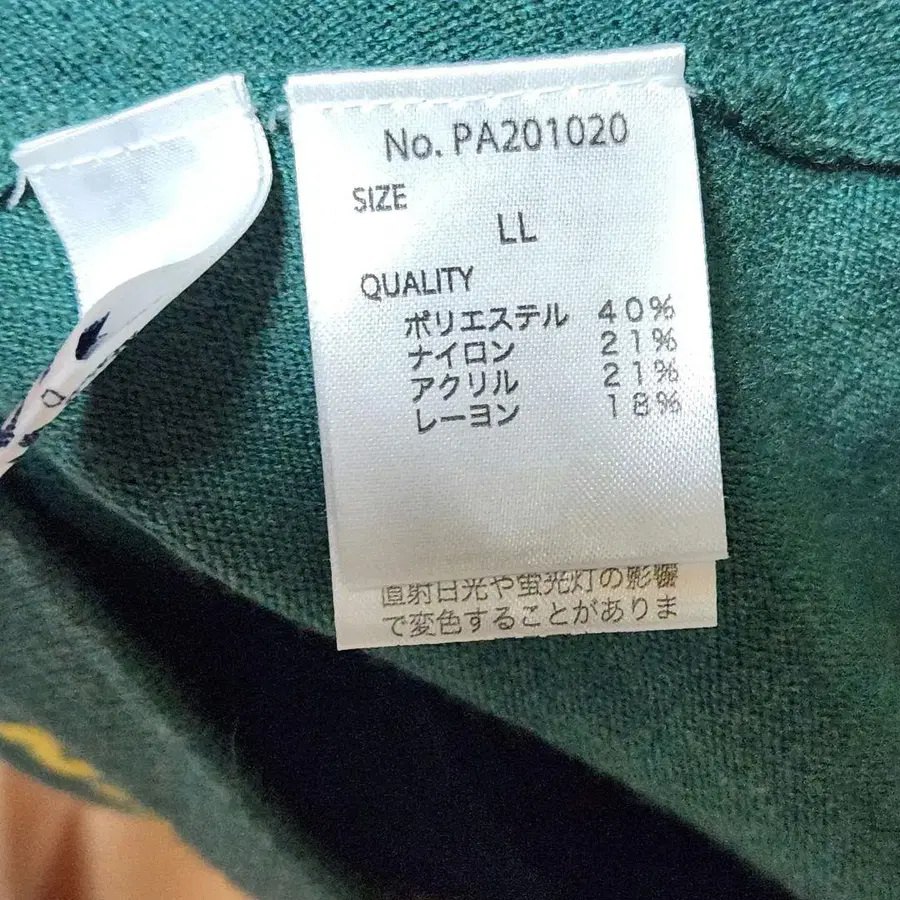 No. PA201020
SIZE
LL
QUALITY
ポリエステル 40%
ナイロン 21%
アクリル 21%
レーヨン 18%
直射日光や蛍光灯の影響
で変色することがありま